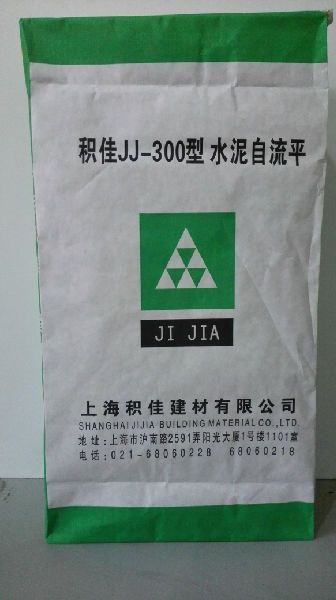 积佳JJ-300型 水泥自流平
JI JIA
上海积佳建材有限公司
SHANGHAI JIJIA BUILDING MATERIAL CO.,LTD.
地址:上海市沪南路2591弄阳光大厦1号楼1101室
电话:021-68060228 68060218